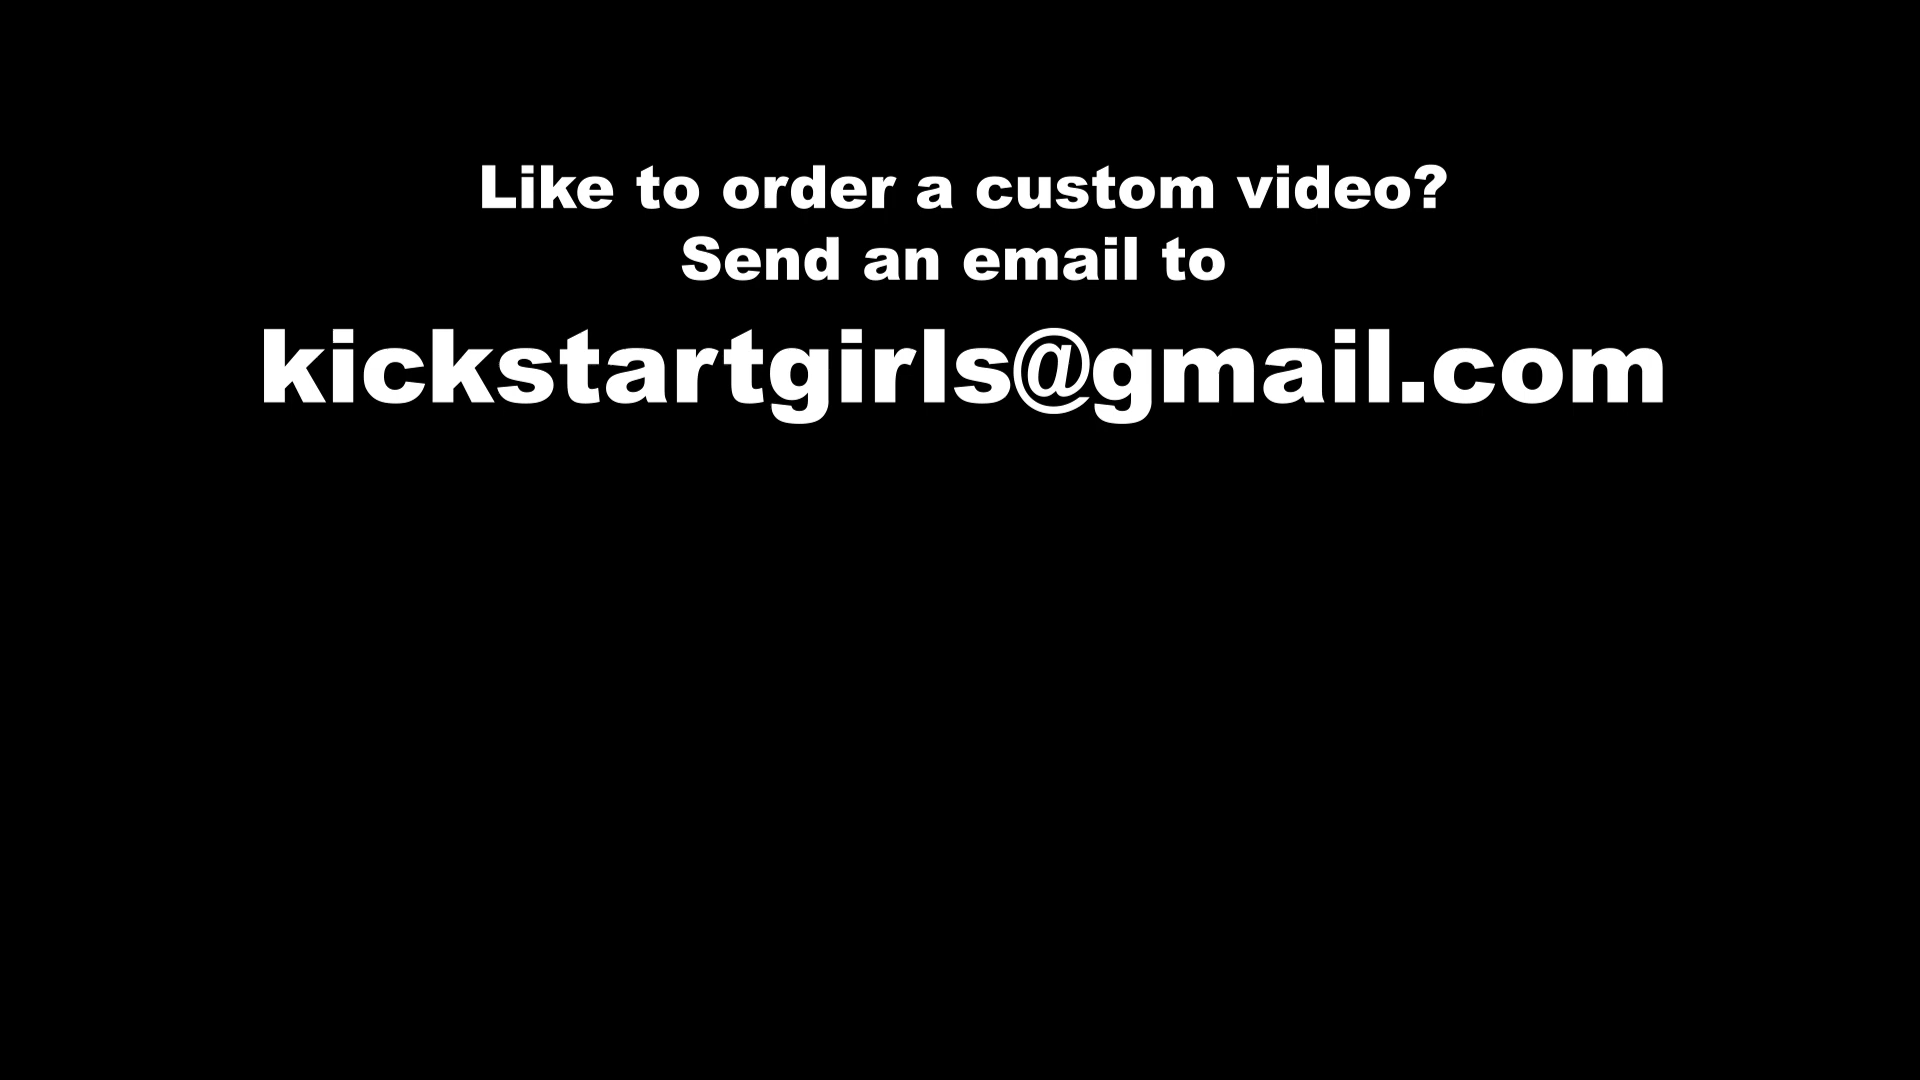 Like to order a custom video?
Send an email to
kickstartgirls@gmail.com